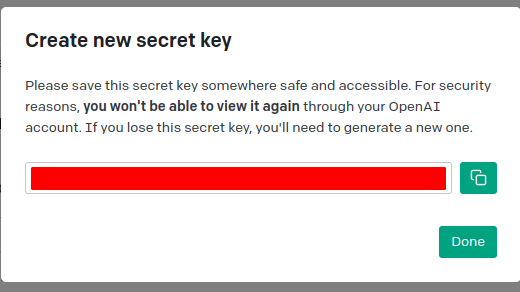 Create new secret key
Please save this secret key somewhere safe and accessible. For security
reasons, you won't be able to view it again through your OpenAI
account. If you lose this secret key, you'll need to generate a new one.
Done